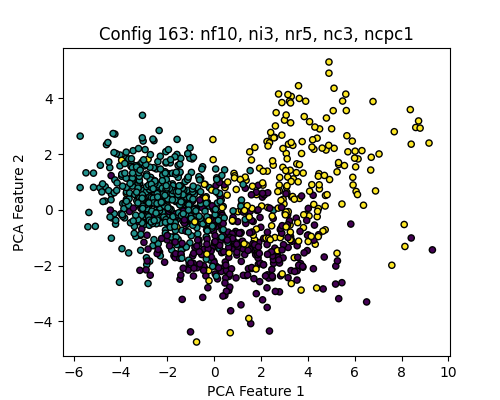 Config 163: nf10, ni3, nr5, nc3, ncpc1
PCA Feature 2
4
2
0
−2
−4
−6 −4 −2 0 2 4 6 8 10
PCA Feature 1